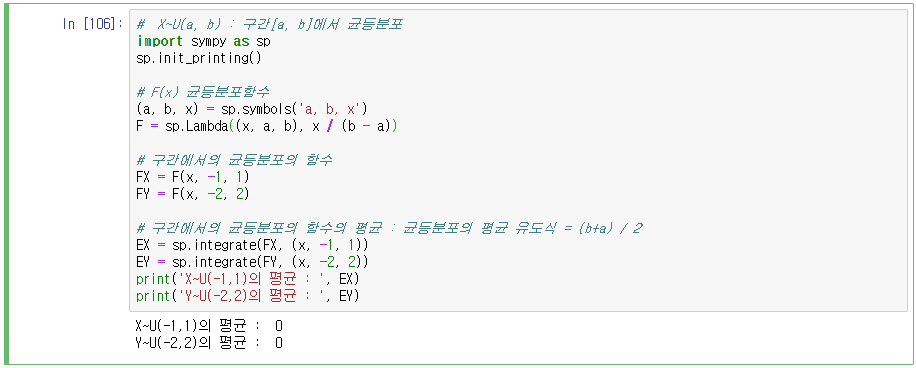 In [106]:
# X~U(a, b) : 구간[a, b]에서 균등분포
import sympy as sp
sp.init_printing()
# F(x) 균등분포함수
(a, b, x) = sp.symbols('a, b, x')
F = sp.Lambda((x, a, b), x / (b - a))
# 구간에서의 균등분포의 함수
FX = F(x, -1, 1)
FY = F(x, -2, 2)
# 구간에서의 균등분포의 함수의 평균 : 균등분포의 평균 유도식 = (b+a) / 2
EX = sp.integrate(FX, (x, -1, 1))
EY = sp.integrate(FY, (x, -2, 2))
print('X~U(-1,1)의 평균 : ', EX)
print('Y~U(-2,2)의 평균 : ', EY)
X~U(-1,1)의 평균 :  0
Y~U(-2,2)의 평균 :  0